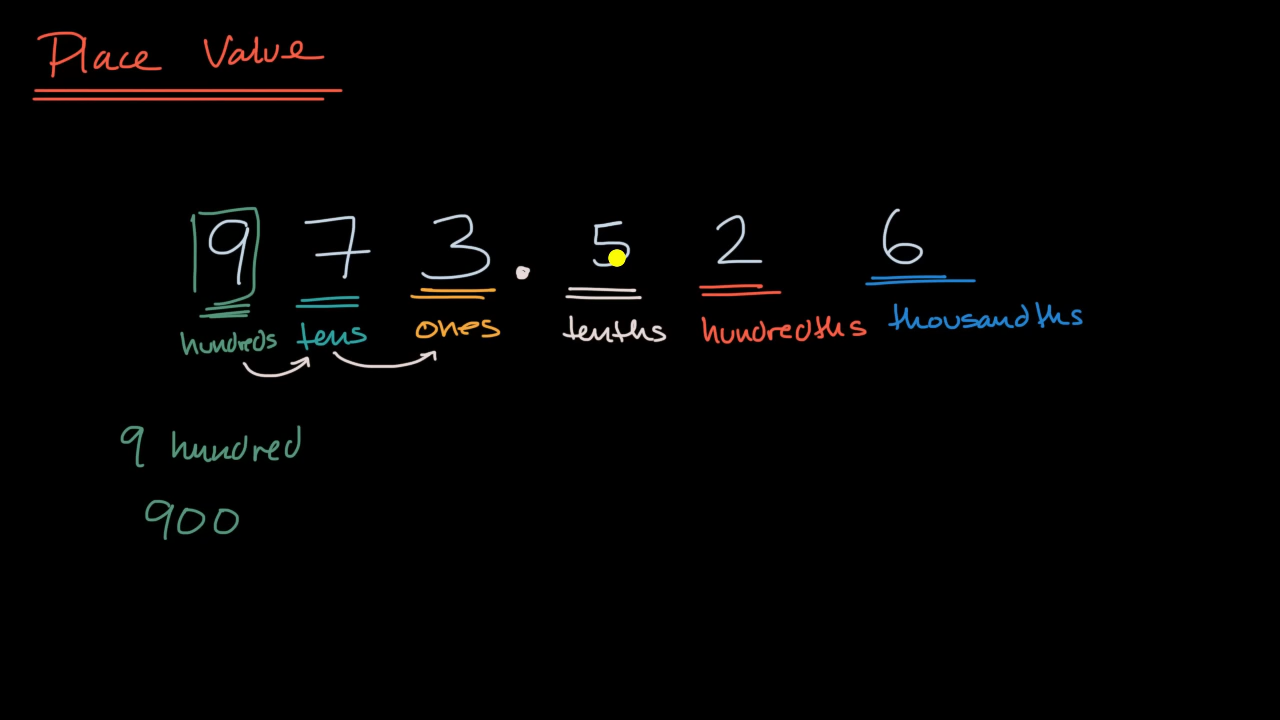 Place Value
973.526
hundreds tens ones tenths hundredths thousandths
9 hundred
900